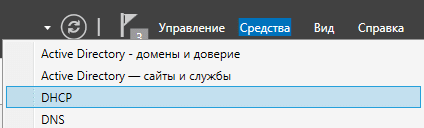 3
Управление Средства Вид Справка
Active Directory - домены и доверие
Active Directory — сайты и службы
DHCP
DNS